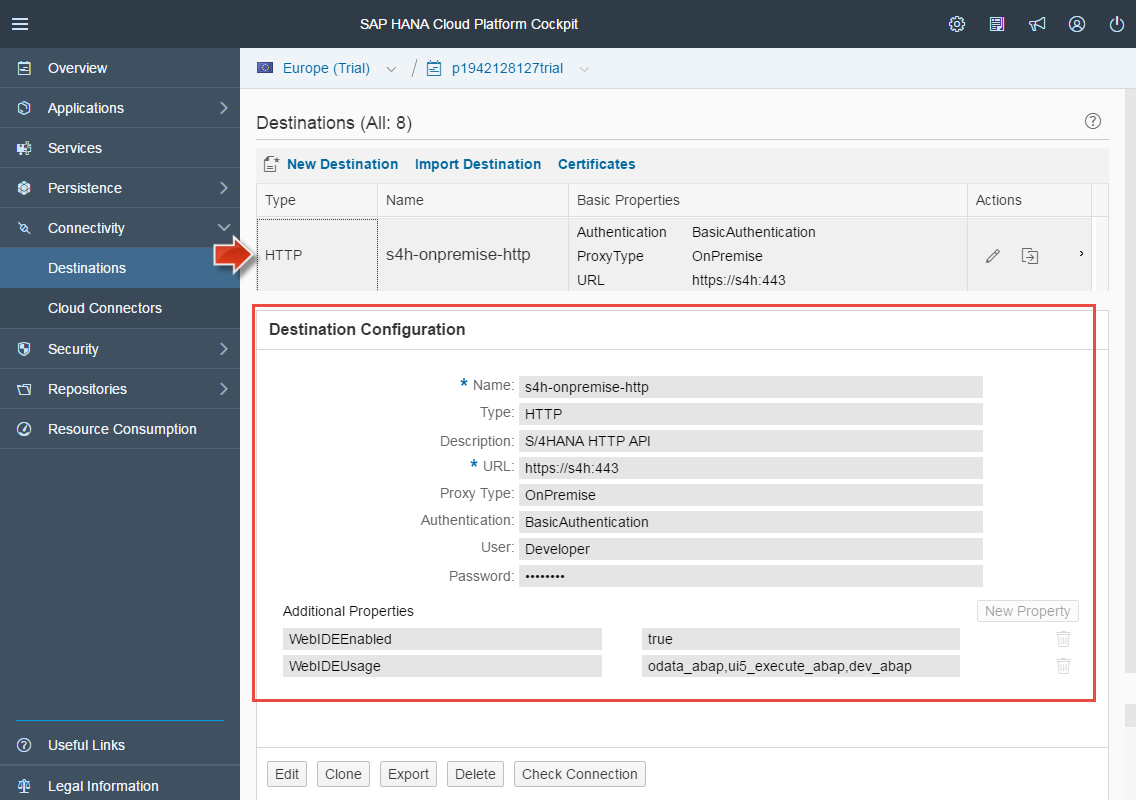 SAP HANA Cloud Platform Cockpit
Overview
Applications
Services
Persistence
Connectivity
Destinations
Cloud Connectors
Security
Repositories
Resource Consumption
Useful Links
Legal Information
Europe (Trial) / p1942128127trial
Destinations (All: 8)
New Destination Import Destination Certificates
Type Name Basic Properties Actions
HTTP s4h-onpremise-http
Authentication BasicAuthentication
ProxyType OnPremise
URL https://s4h:443
Destination Configuration
* Name: s4h-onpremise-http
Type: HTTP
Description: S/4HANA HTTP API
* URL: https://s4h:443
Proxy Type: OnPremise
Authentication: BasicAuthentication
User: Developer
Password: ••••••••
Additional Properties New Property
WebIDEEnabled true
WebIDEUsage odata_abap,ui5_execute_abap,dev_abap
Edit Clone Export Delete Check Connection